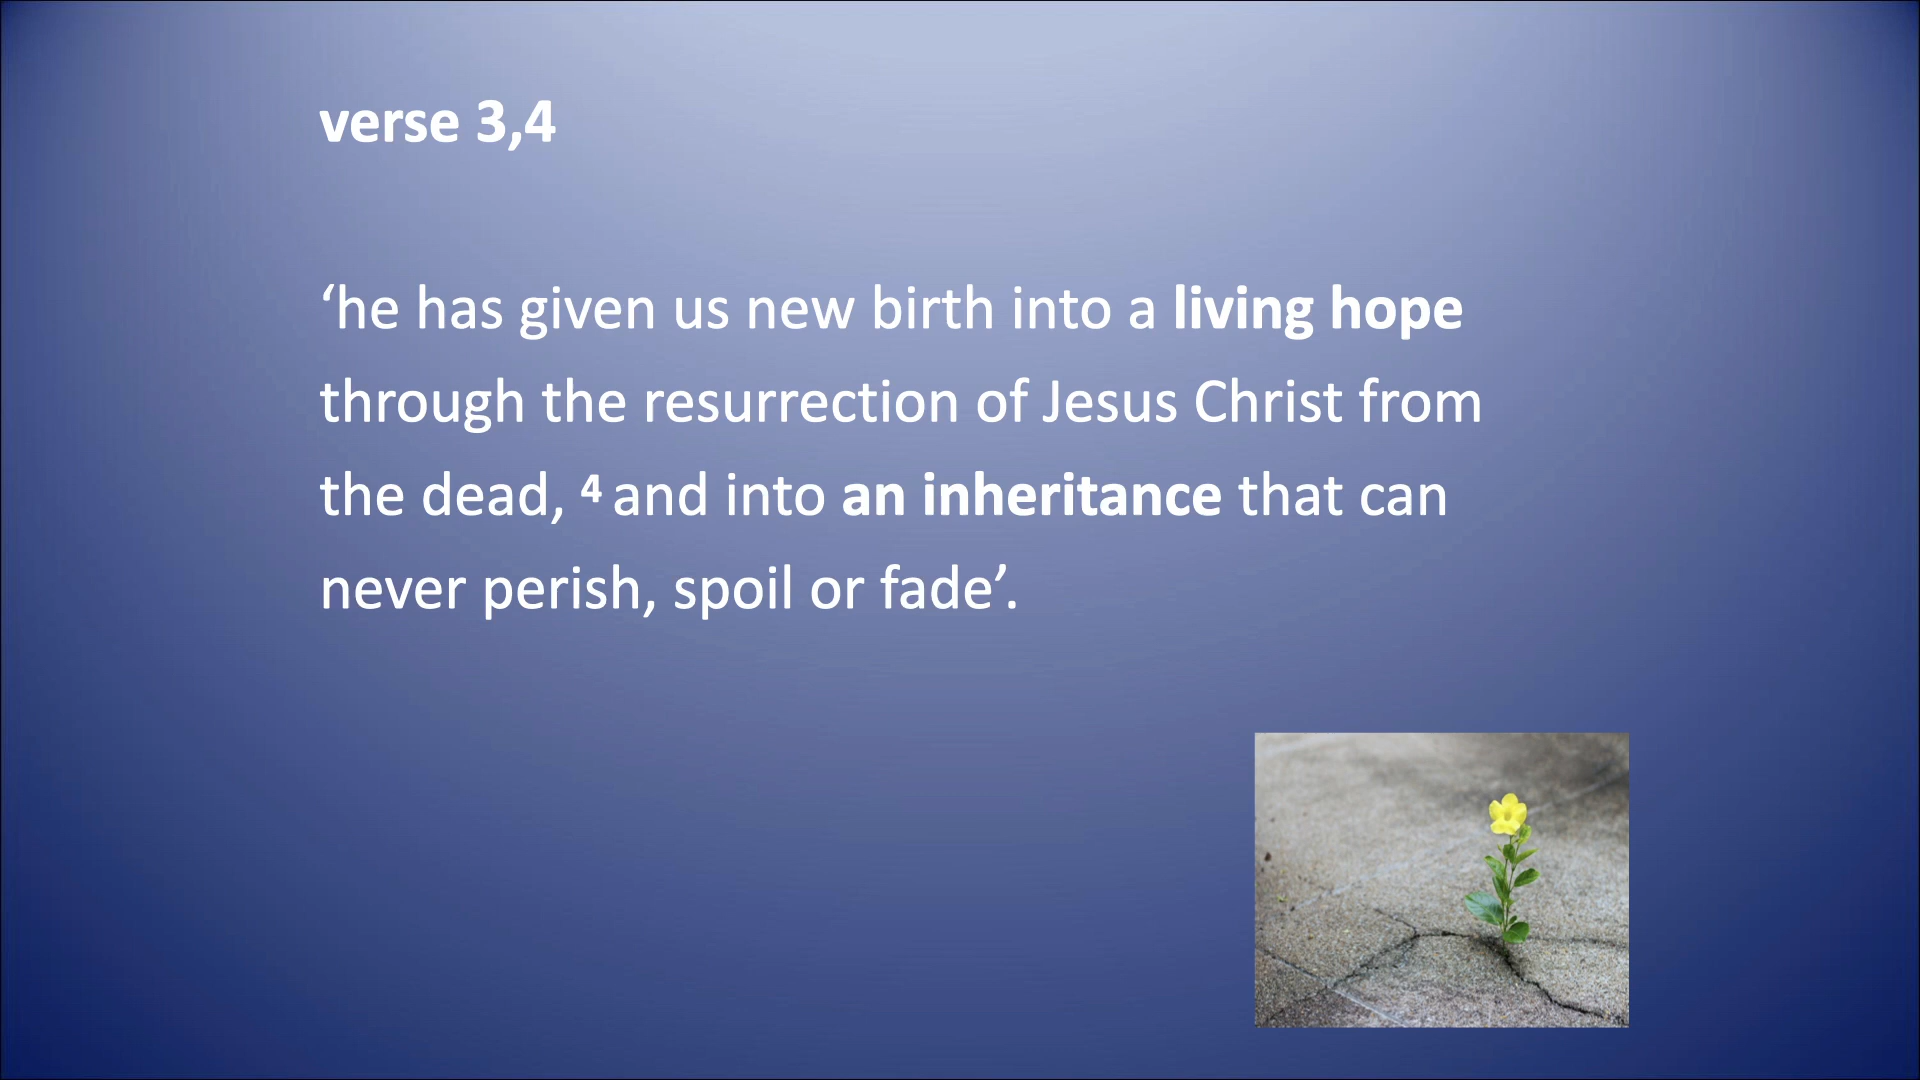 verse 3,4
‘he has given us new birth into a living hope
through the resurrection of Jesus Christ from
the dead, ⁴ and into an inheritance that can
never perish, spoil or fade’.